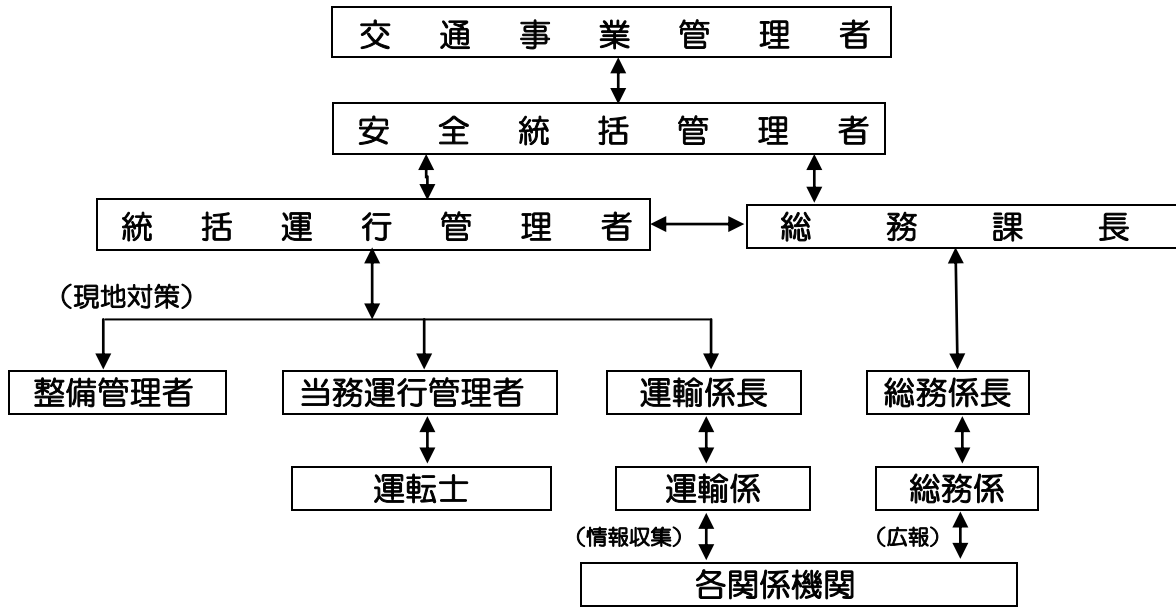 交通事業管理者
安全統括管理者
統括運行管理者
総務課長
（現地対策）
整備管理者
当務運行管理者
運輸係長
総務係長
運転士
運輸係
総務係
（情報収集）
（広報）
各関係機関